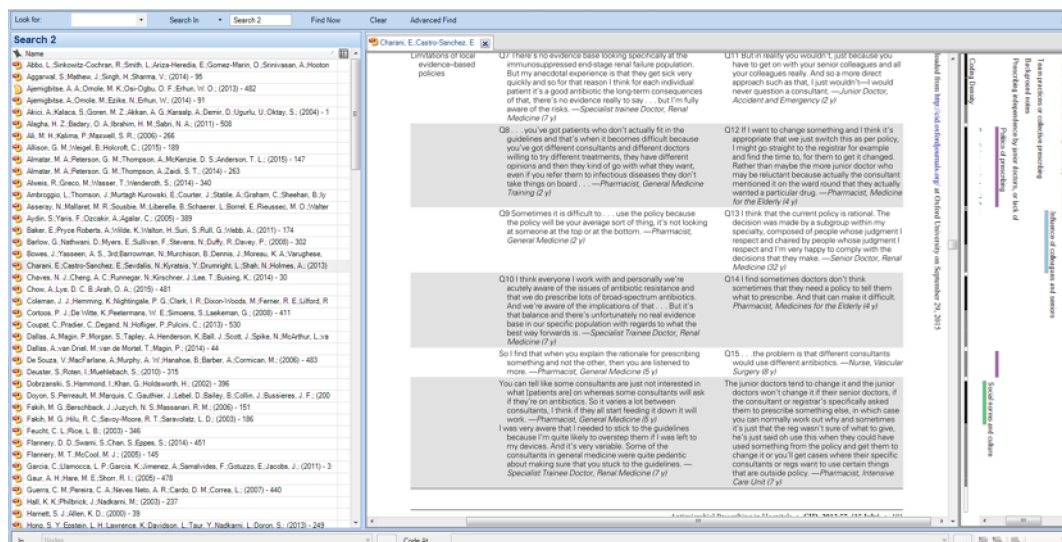 Look for:
Search In
Search 2
Find Now
Clear
Advanced Find
Search 2
Name
Abbo, L.;Sinkowitz-Cochran, R.;Smith, L.;Ariza-Heredia, E.;Gomez-Marin, O.;Srinivasan, A.;Hooton
Aggarwal, S.;Mathew, J.;Singh, H.;Sharma, V.; (2014) - 95
Ajemigbitse, A. A.;Omole, M. K.;Osi-Ogbu, O. F.;Erhun, W. O.; (2013) - 482
Ajemigbitse, A.;Omole, M.;Ezike, N.;Erhun, W.; (2014) - 91
Akici, A.;Kalaca, S.;Goren, M. Z.;Akkan, A. G.;Karaalp, A.;Demir, D.;Ugurlu, U.;Oktay, S.; (2004) - 1
Alagha, H. Z.;Badary, O. A.;Ibrahim, H. M.;Sabri, N. A.; (2011) - 508
Ali, M. H.;Kalima, P.;Maxwell, S. R.; (2006) - 266
Allison, G. M.;Weigel, B.;Holcroft, C.; (2015) - 189
Almatar, M. A.;Peterson, G. M.;Thompson, A.;McKenzie, D. S.;Anderson, T. L.; (2015) - 147
Almatar, M. A.;Peterson, G. M.;Thompson, A.;Zaidi, S. T.; (2014) - 263
Alweis, R.;Greco, M.;Wasser, T.;Wenderoth, S.; (2014) - 340
Ambroggio, L.;Thomson, J.;Murtagh Kurowski, E.;Courter, J.;Statile, A.;Graham, C.;Sheehan, B.;Iy
Asseray, N.;Mallaret, M. R.;Sousbie, M.;Liberelle, B.;Schaerer, L.;Borrel, E.;Rieussec, M. O.;Walter
Aydin, S.;Yaris, F.;Ozcakir, A.;Agalar, C.; (2005) - 389
Baker, E.;Pryce Roberts, A.;Wilde, K.;Walton, H.;Suri, S.;Rull, G.;Webb, A.; (2011) - 174
Barlow, G.;Nathwani, D.;Myers, E.;Sullivan, F.;Stevens, N.;Duffy, R.;Davey, P.; (2008) - 302
Bowes, J.;Yasseen, A. S., 3rd;Barrowman, N.;Murchison, B.;Dennis, J.;Moreau, K. A.;Varughese,
Charani, E.;Castro-Sanchez, E.;Sevdalis, N.;Kyratsis, Y.;Drumright, L.;Shah, N.;Holmes, A.; (2013)
Chaves, N. J.;Cheng, A. C.;Runnegar, N.;Kirschner, J.;Lee, T.;Buising, K.; (2014) - 30
Chow, A.;Lye, D. C. B.;Arah, O. A.; (2015) - 481
Coleman, J. J.;Hemming, K.;Nightingale, P. G.;Clark, I. R.;Dixon-Woods, M.;Ferner, R. E.;Lilford, R
Cortoos, P. J.;De Witte, K.;Peetermans, W. E.;Simoens, S.;Laekeman, G.; (2008) - 411
Coupat, C.;Pradier, C.;Degand, N.;Hofliger, P.;Pulcini, C.; (2013) - 530
Dallas, A.;Magin, P.;Morgan, S.;Tapley, A.;Henderson, K.;Ball, J.;Scott, J.;Spike, N.;McArthur, L.;va
Dallas, A.;van Driel, M.;van de Mortel, T.;Magin, P.; (2014) - 44
De Souza, V.;MacFarlane, A.;Murphy, A. W.;Hanahoe, B.;Barber, A.;Cormican, M.; (2006) - 483
Deuster, S.;Roten, I.;Muehlebach, S.; (2010) - 315
Dobrzanski, S.;Hammond, I.;Khan, G.;Holdsworth, H.; (2002) - 396
Doyon, S.;Perreault, M.;Marquis, C.;Gauthier, J.;Lebel, D.;Bailey, B.;Collin, J.;Bussieres, J. F.; (200
Fakih, M. G.;Berschback, J.;Juzych, N. S.;Massanari, R. M.; (2006) - 151
Fakih, M. G.;Hilu, R. C.;Savoy-Moore, R. T.;Saravolatz, L. D.; (2003) - 186
Feucht, C. L.;Rice, L. B.; (2003) - 346
Flannery, D. D.;Swami, S.;Chan, S.;Eppes, S.; (2014) - 451
Flannery, M. T.;McCool, M. J.; (2005) - 145
Garcia, C.;Llamocca, L. P.;Garcia, K.;Jimenez, A.;Samalvides, F.;Gotuzzo, E.;Jacobs, J.; (2011) - 3
Gaur, A. H.;Hare, M. E.;Shorr, R. I.; (2005) - 478
Guerra, C. M.;Pereira, C. A.;Neves Neto, A. R.;Cardo, D. M.;Correa, L.; (2007) - 440
Hall, K. K.;Philbrick, J.;Nadkarni, M.; (2003) - 237
Harnett, S. J.;Allen, K. D.; (2000) - 39
Hong, S. Y.;Epstein, L. H.;Lawrence, K.;Davidson, L.;Taur, Y.;Nadkarni, L.;Doron, S.; (2013) - 249
Charani, E.;Castro-Sanchez, E
Limitations of local
evidence–based
policies
Q7 There's no evidence base looking specifically at the
immunosuppressed end-stage renal failure population.
But my anecdotal experience is that they get sick very
quickly and so for that reason I think for each individual
patient it's a good antibiotic the long-term consequences
of that, there's no evidence really to say . . . but I'm fully
aware of the risks. —Specialist trainee Doctor, Renal
Medicine (7 y)
Q11 But in reality you wouldn't, just because you
have to get on with your senior colleagues and all
your colleagues really. And so a more direct
approach such as that, I just wouldn't—I would
never question a consultant. —Junior Doctor,
Accident and Emergency (2 y)
Q8 . . . you've got patients who don't actually fit in the
guidelines and that's when it becomes difficult because
you've got different consultants and different doctors
willing to try different treatments, they have different
opinions and then they kind of go with what they want,
even if you refer them to infectious diseases they don't
take things on board . . . —Pharmacist, General Medicine
Training (2 y)
Q12 If I want to change something and I think it's
appropriate that we just switch this as per policy,
I might go straight to the registrar for example
and find the time to, for them to get it changed.
Rather than maybe the more junior doctor who
may be reluctant because actually the consultant
mentioned it on the ward round that they actually
wanted a particular drug. —Pharmacist, Medicine
for the Elderly (4 y)
Q9 Sometimes it is difficult to . . . use the policy because
the policy will be your average sort of thing, it's not looking
at someone at the top or at the bottom. —Pharmacist,
General Medicine (2 y)
Q13 I think that the current policy is rational. The
decision was made by a subgroup within my
specialty, composed of people whose judgment I
respect and chaired by people whose judgment I
respect and I'm very happy to comply with the
decisions that they make. —Senior Doctor, Renal
Medicine (32 y)
Q10 I think everyone I work with and personally we're
acutely aware of the issues of antibiotic resistance and
that we do prescribe lots of broad-spectrum antibiotics.
And we're aware of the implications of that . . . But it's
that balance and there's unfortunately no real evidence
base in our specific population with regards to what the
best way forwards is. —Specialist Trainee Doctor, Renal
Medicine (7 y)
Q14 I find sometimes doctors don't think
sometimes that they need a policy to tell them
what to prescribe. And that can make it difficult.
Pharmacist, Medicines for the Elderly (4 y)
So I find that when you explain the rationale for prescribing
something and not the other, then you are listened to
more. —Pharmacist, General Medicine (5 y)
Q15 . . .the problem is that different consultants
would use different antibiotics. —Nurse, Vascular
Surgery (8 y)
You can tell like some consultants are just not interested in
what [patients are] on whereas some consultants will ask
if they're on antibiotics. So it varies a lot between
consultants, I think if they all start feeding it down it will
work. —Pharmacist, General Medicine (5 y)
I was very aware that I needed to stick to the guidelines
because I'm quite likely to overstep them if I was left to
my devices. And it's very variable. Some of the
consultants in general medicine were quite pedantic
about making sure that you stuck to the guidelines. —
Specialist Trainee Doctor, Renal Medicine (7 y)
The junior doctors tend to change it and the junior
doctors won't change it if their senior doctors, if
the consultant or registrar's specifically asked
them to prescribe something else, in which case
you can normally work out why and sometimes
it's just that the reg wasn't sure of what to give,
he's just said oh use this when they could have
used something from the policy and get them to
change it or you'll get cases where their specific
consultants or regs want to use certain things
that are outside policy. —Pharmacist, Intensive
Care Unit (7 y)
loaded from http://cid.oxfordjournals.org/ at Oxford University on September 29, 2015
Coding Density
Prescribing independence by junior doctors, or lack of
Background notes
Team practices or collective prescribing
Politics of prescribing
Influence of colleagues and seniors
Social norms and culture
In
Nodes
Code At